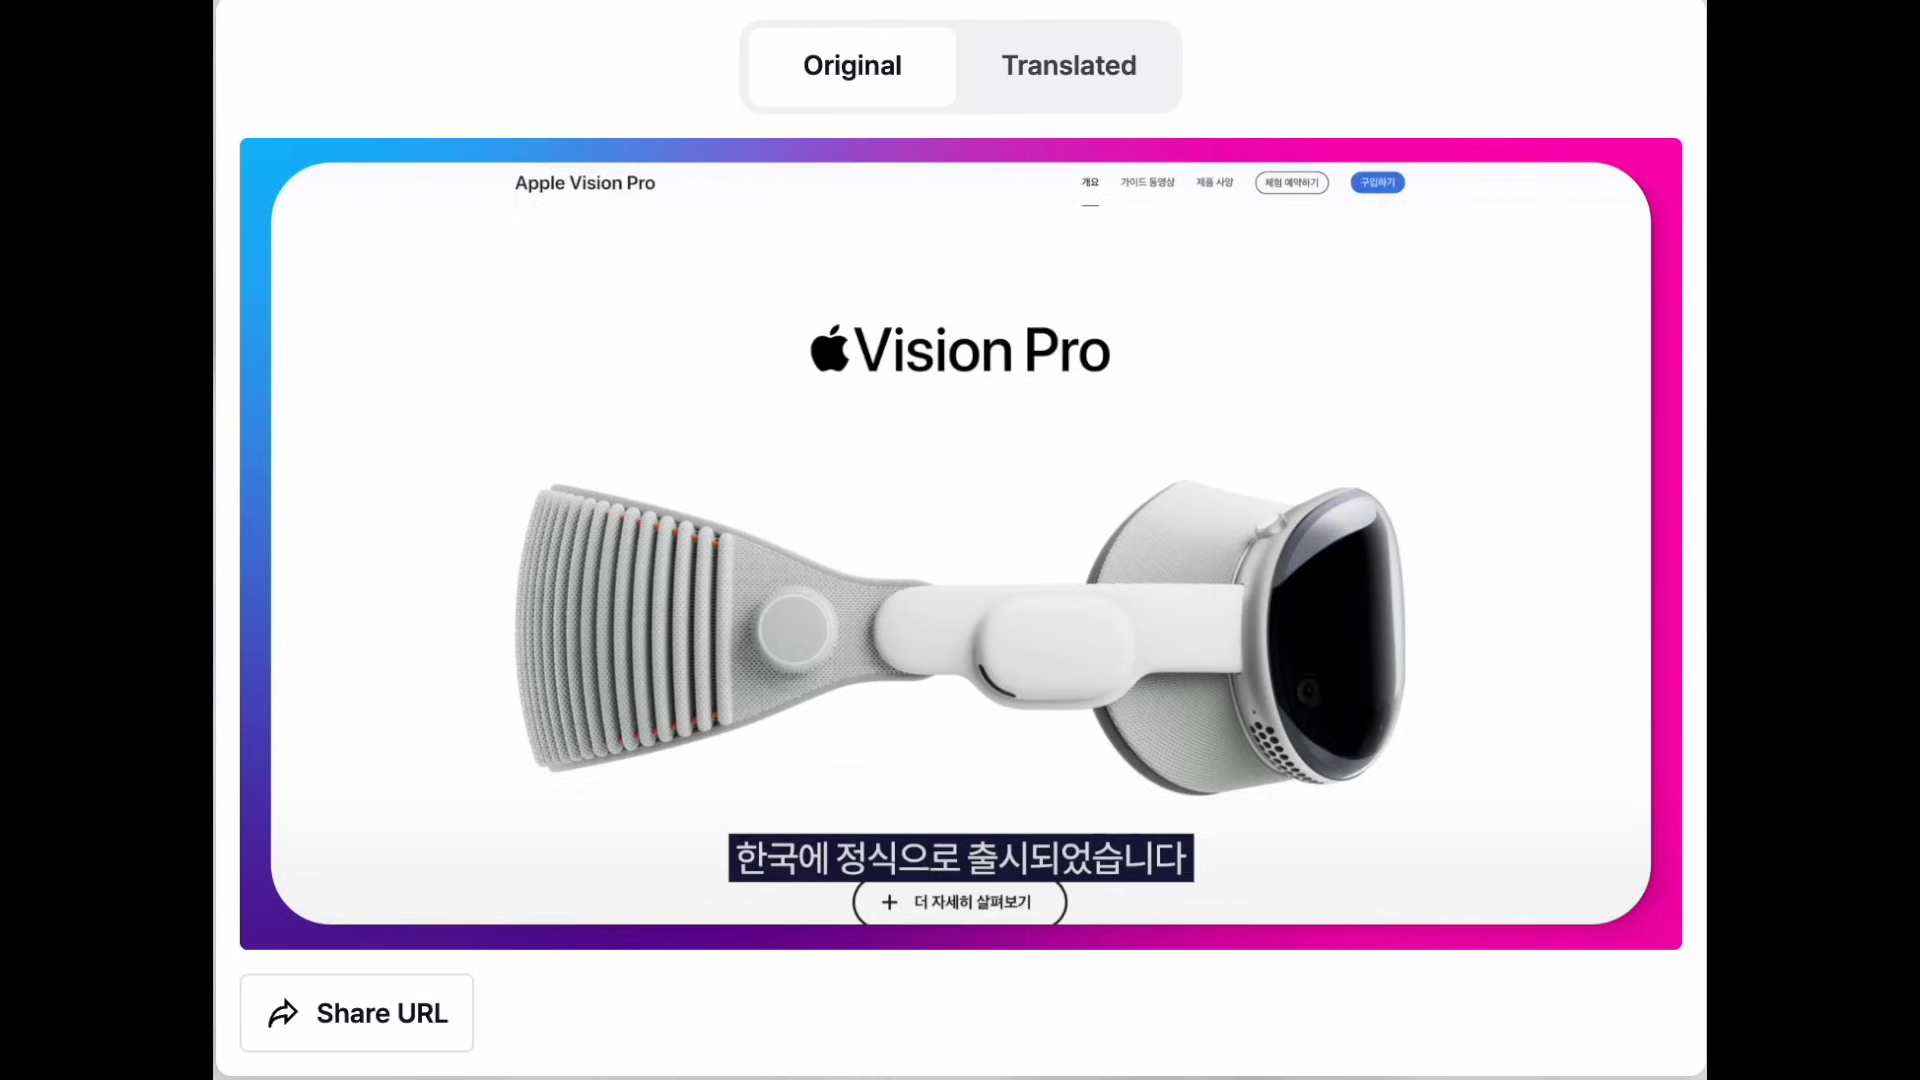 Original
Translated
Apple Vision Pro
개요
가이드 동영상
제품 사양
체험 예약하기
구입하기
Vision Pro
한국에 정식으로 출시되었습니다
+ 더 자세히 살펴보기
Share URL